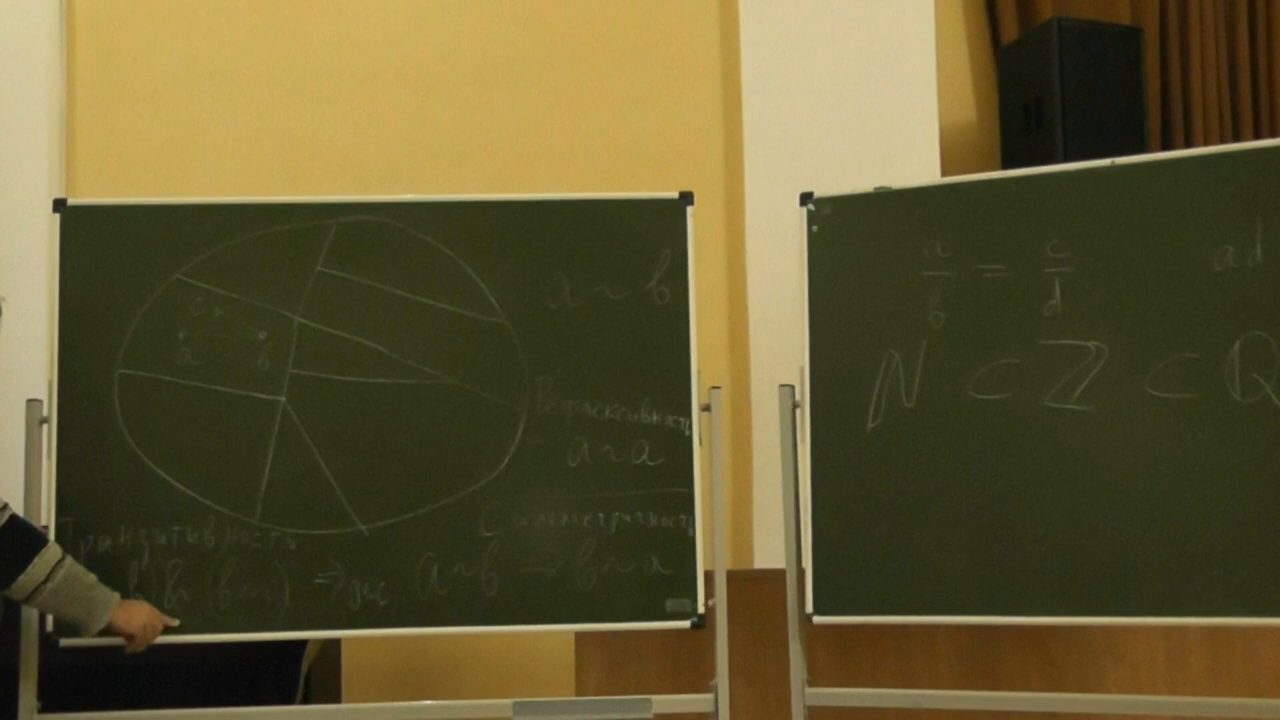 a ~ b
c
a b
Рефлексивность
a ~ a
Симметричность
a ~ b ⇒ b ~ a
Транзитивность
a/b = c/d ad
N ⊂ Z ⊂ Q